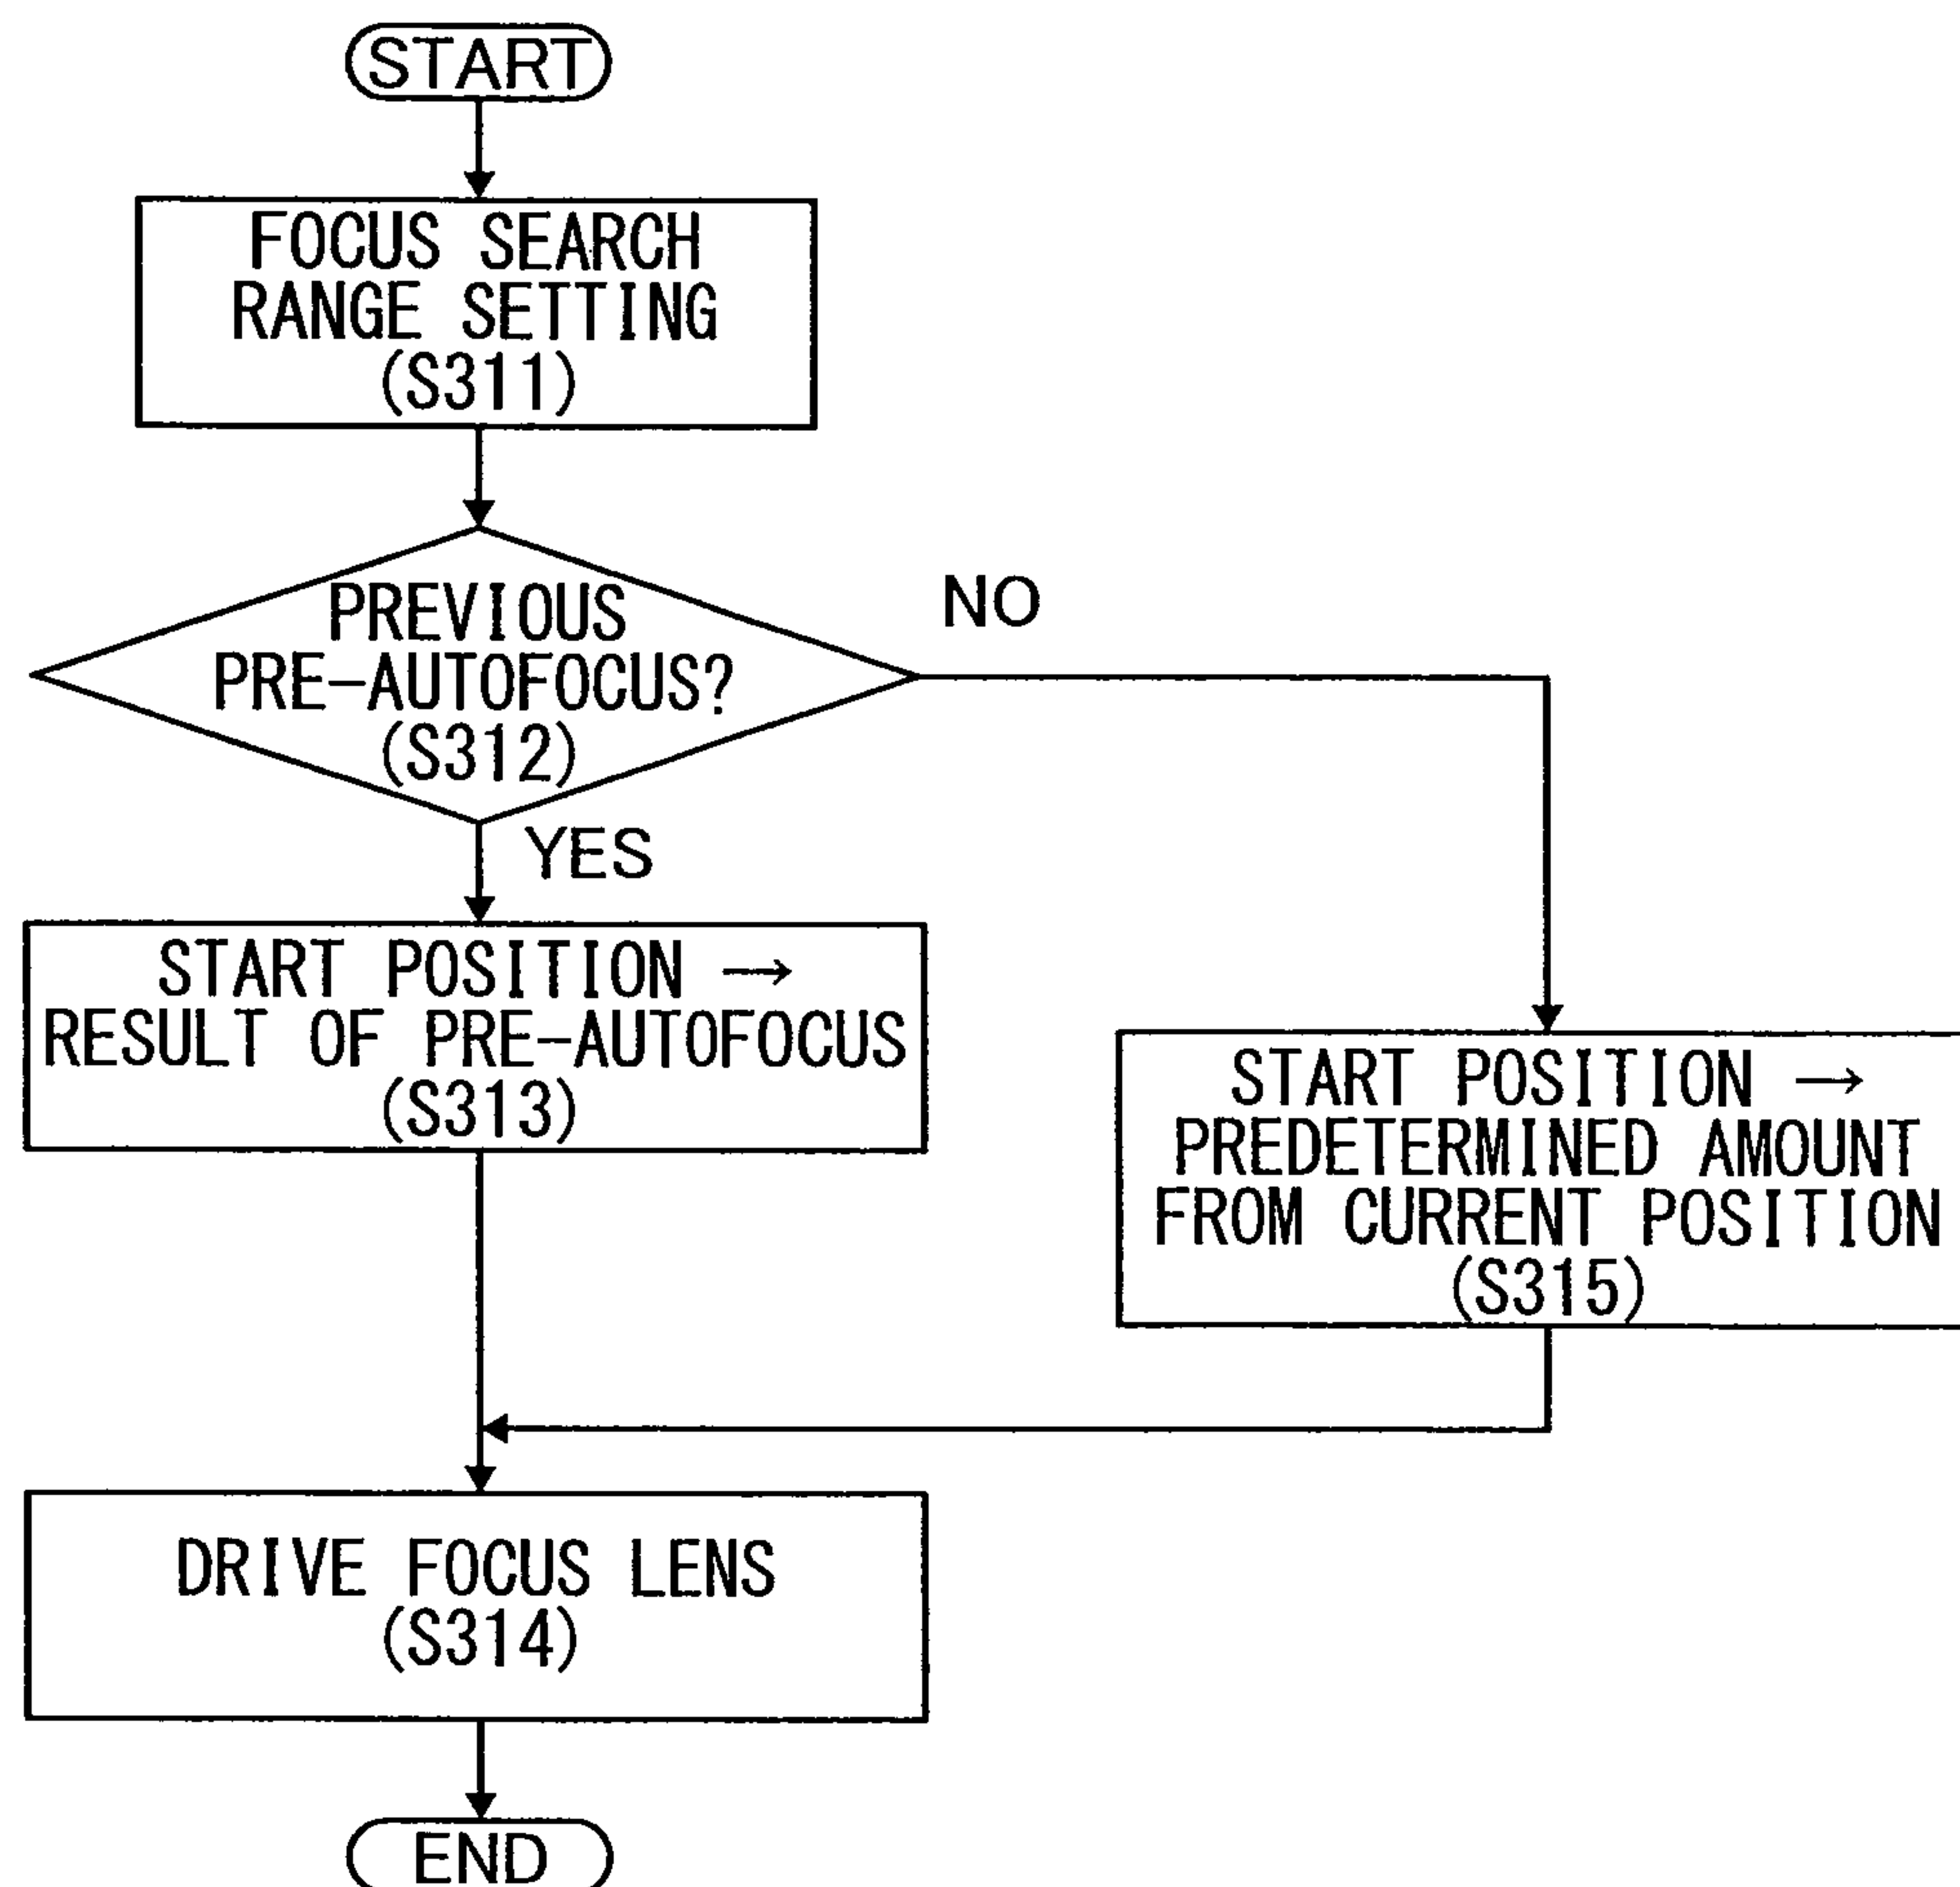 START
FOCUS SEARCH
RANGE SETTING
(S311)
PREVIOUS
PRE-AUTOFOCUS?
(S312)
NO
YES
START POSITION →
RESULT OF PRE-AUTOFOCUS
(S313)
START POSITION →
PREDETERMINED AMOUNT
FROM CURRENT POSITION
(S315)
DRIVE FOCUS LENS
(S314)
END